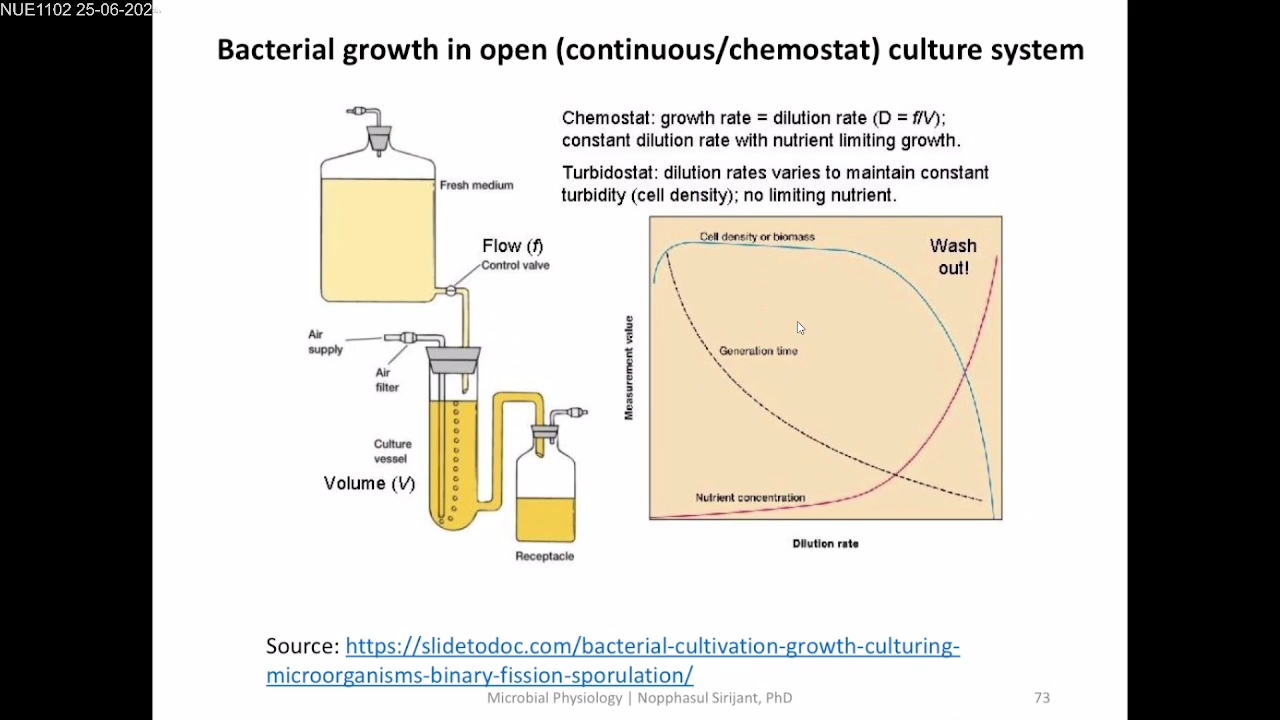 NUE1102 25-06-202
Bacterial growth in open (continuous/chemostat) culture system
Chemostat: growth rate = dilution rate (D = f/V);
constant dilution rate with nutrient limiting growth.
Turbidostat: dilution rates varies to maintain constant
turbidity (cell density); no limiting nutrient.
Fresh medium
Flow (f)
Control valve
Air
supply
Air
filter
Culture
vessel
Volume (V)
Receptacle
Cell density or biomass
Wash
out!
Generation time
Measurement value
Nutrient concentration
Dilution rate
Source: https://slidetodoc.com/bacterial-cultivation-growth-culturing-
microorganisms-binary-fission-sporulation/
Microbial Physiology | Nopphasul Sirijant, PhD
73